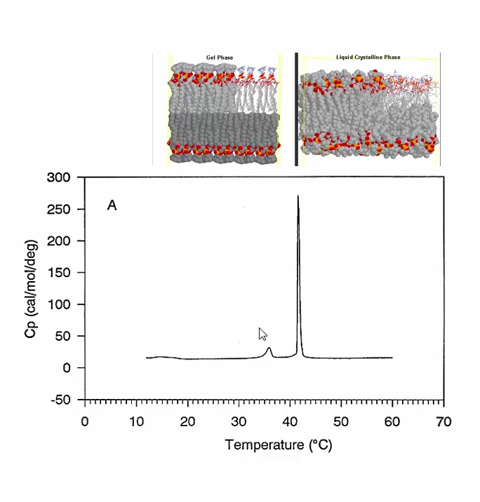 Gel Phase
Liquid Crystalline Phase
A
300
250
200
150
100
50
0
-50
Cp (cal/mol/deg)
0 10 20 30 40 50 60 70
Temperature (°C)